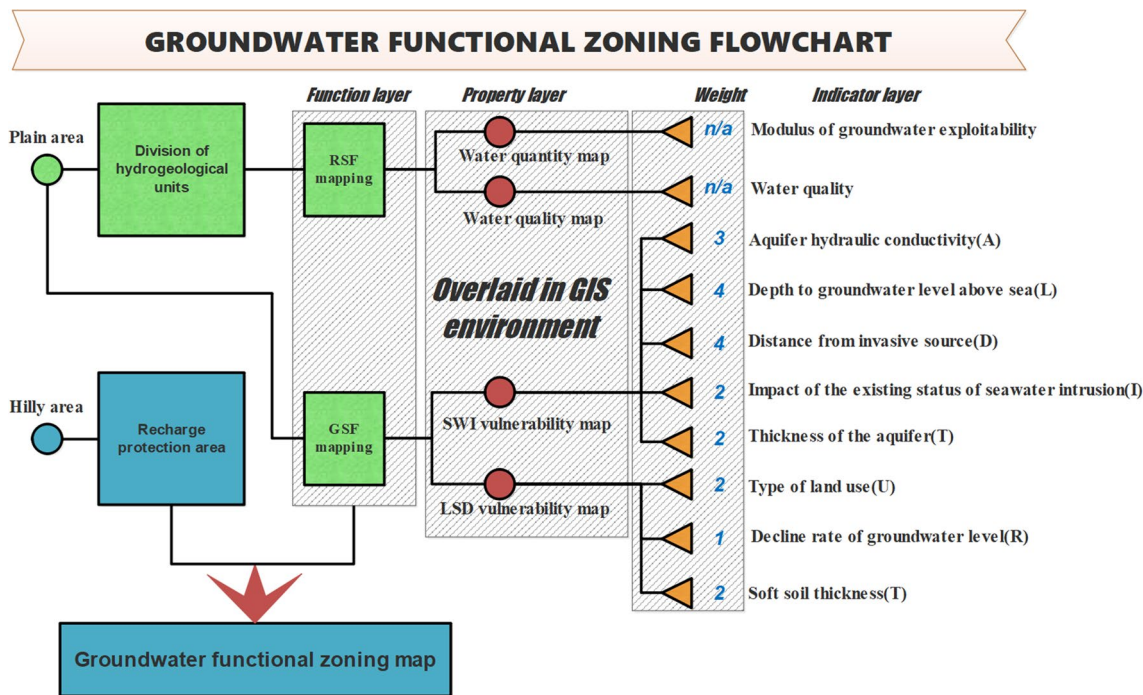 GROUNDWATER FUNCTIONAL ZONING FLOWCHART
Function layer
Property layer
Weight
Indicator layer
Plain area
Division of
hydrogeological
units
RSF
mapping
Water quantity map
n/a
Modulus of groundwater exploitability
Water quality map
n/a
Water quality
3
Aquifer hydraulic conductivity(A)
Overlaid in GIS
environment
4
Depth to groundwater level above sea(L)
4
Distance from invasive source(D)
Hilly area
Recharge
protection area
GSF
mapping
SWI vulnerability map
2
Impact of the existing status of seawater intrusion(I)
2
Thickness of the aquifer(T)
LSD vulnerability map
2
Type of land use(U)
1
Decline rate of groundwater level(R)
2
Soft soil thickness(T)
Groundwater functional zoning map